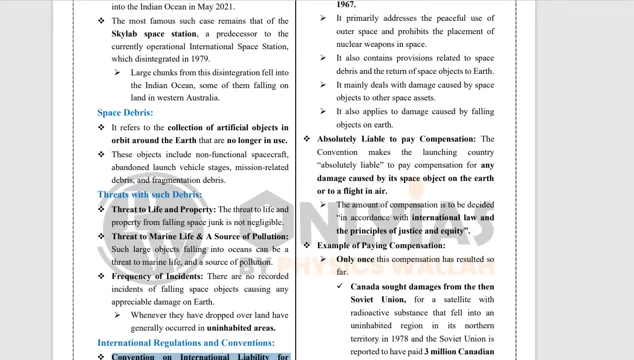 into the Indian Ocean in May 2021.
❖ The most famous such case remains that of the
Skylab space station, a predecessor to the
currently operational International Space Station,
which disintegrated in 1979.
➢ Large chunks from this disintegration fell into
the Indian Ocean, some of them falling on
land in western Australia.
Space Debris:
❖ It refers to the collection of artificial objects in
orbit around the Earth that are no longer in use.
❖ These objects include non-functional spacecraft,
abandoned launch vehicle stages, mission-related
debris, and fragmentation debris.
Threats with such Debris:
❖ Threat to Life and Property: The threat to life and
property from falling space junk is not negligible.
❖ Threat to Marine Life & A Source of Pollution:
Such large objects falling into oceans can be a
threat to marine life, and a source of pollution.
❖ Frequency of Incidents: There are no recorded
incidents of falling space objects causing any
appreciable damage on Earth.
➢ Whenever they have dropped over land have
generally occurred in uninhabited areas.
International Regulations and Conventions:
❖ Convention on International Liability for
1967.
➢ It primarily addresses the peaceful use of
outer space and prohibits the placement of
nuclear weapons in space.
➢ It also contains provisions related to space
debris and the return of space objects to Earth.
➢ It mainly deals with damage caused by space
objects to other space assets.
➢ It also applies to damage caused by falling
objects on earth.
❖ Absolutely Liable to pay Compensation: The
Convention makes the launching country
“absolutely liable” to pay compensation for any
damage caused by its space object on the earth
or to a flight in air.
➢ The amount of compensation is to be decided
“in accordance with international law and
the principles of justice and equity”.
❖ Example of Paying Compensation:
➢ Only once this compensation has resulted so
far.
✓ Canada sought damages from the then
Soviet Union, for a satellite with
radioactive substance that fell into an
uninhabited region in its northern
territory in 1978 and the Soviet Union is
reported to have paid 3 million Canadian
ONLYIAS
BY PHYSICS WALLAH